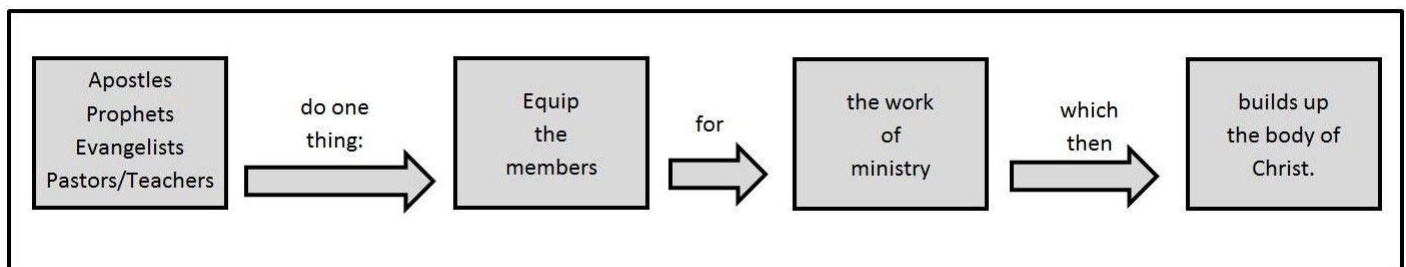 Apostles
Prophets
Evangelists
Pastors/Teachers
do one
thing:
Equip
the
members
for
the work
of
ministry
which
then
builds up
the body of
Christ.